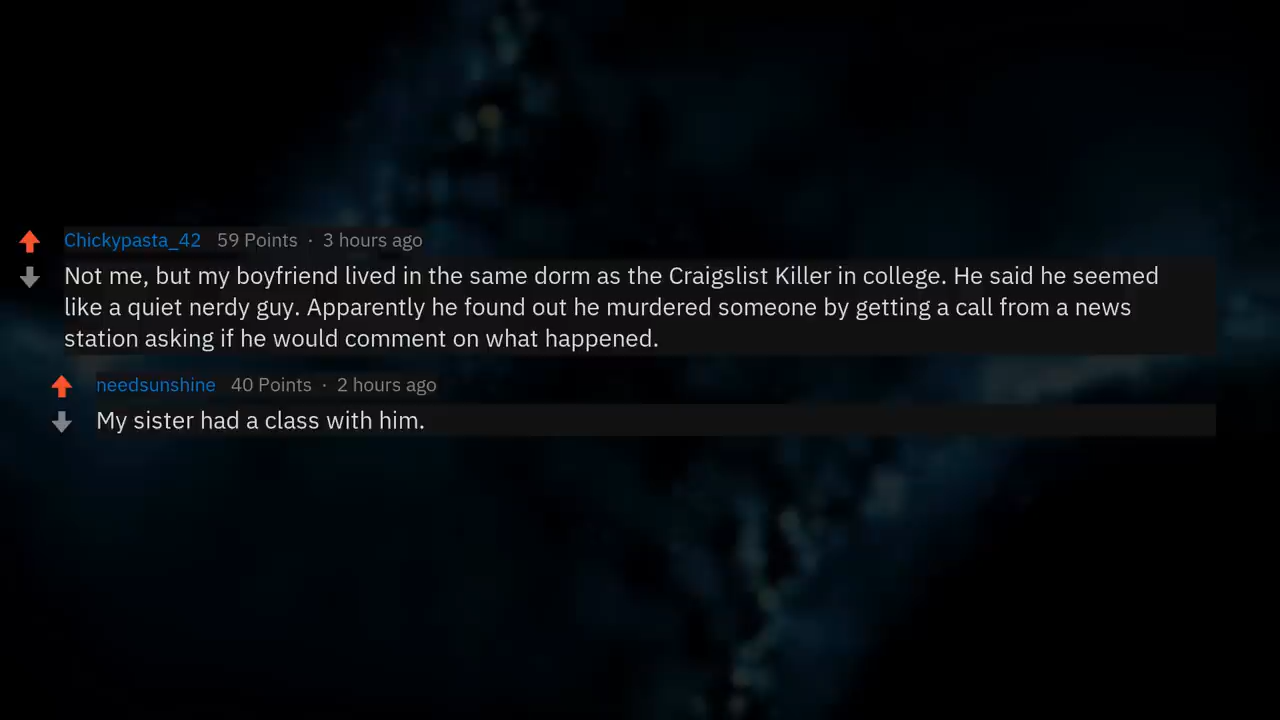 Chickypasta_42 59 Points · 3 hours ago
Not me, but my boyfriend lived in the same dorm as the Craigslist Killer in college. He said he seemed
like a quiet nerdy guy. Apparently he found out he murdered someone by getting a call from a news
station asking if he would comment on what happened.
needsunshine 40 Points · 2 hours ago
My sister had a class with him.